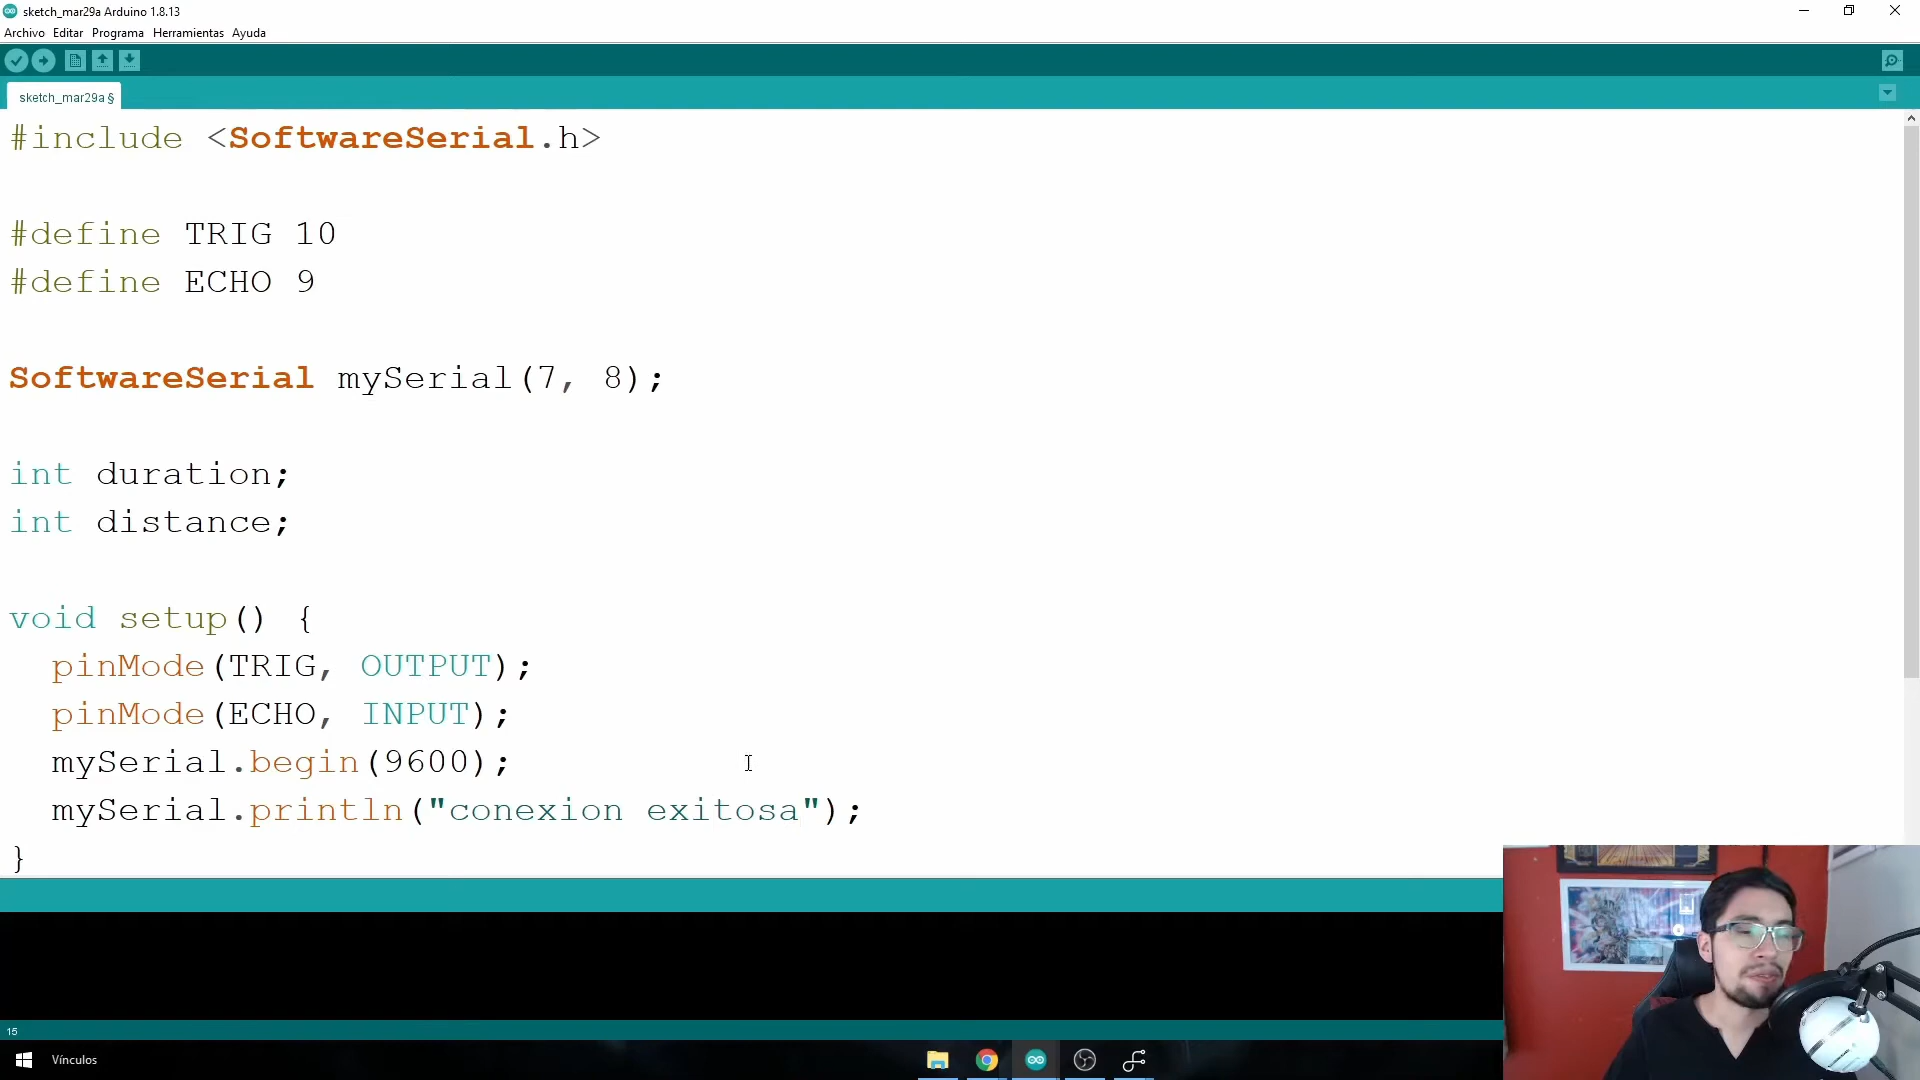 sketch_mar29a Arduino 1.8.13
Archivo Editar Programa Herramientas Ayuda
sketch_mar29a §
#include <SoftwareSerial.h>
#define TRIG 10
#define ECHO 9
SoftwareSerial mySerial(7, 8);
int duration;
int distance;
void setup() {
pinMode(TRIG, OUTPUT);
pinMode(ECHO, INPUT);
mySerial.begin(9600);
mySerial.println("conexion exitosa");
}
15
Vínculos